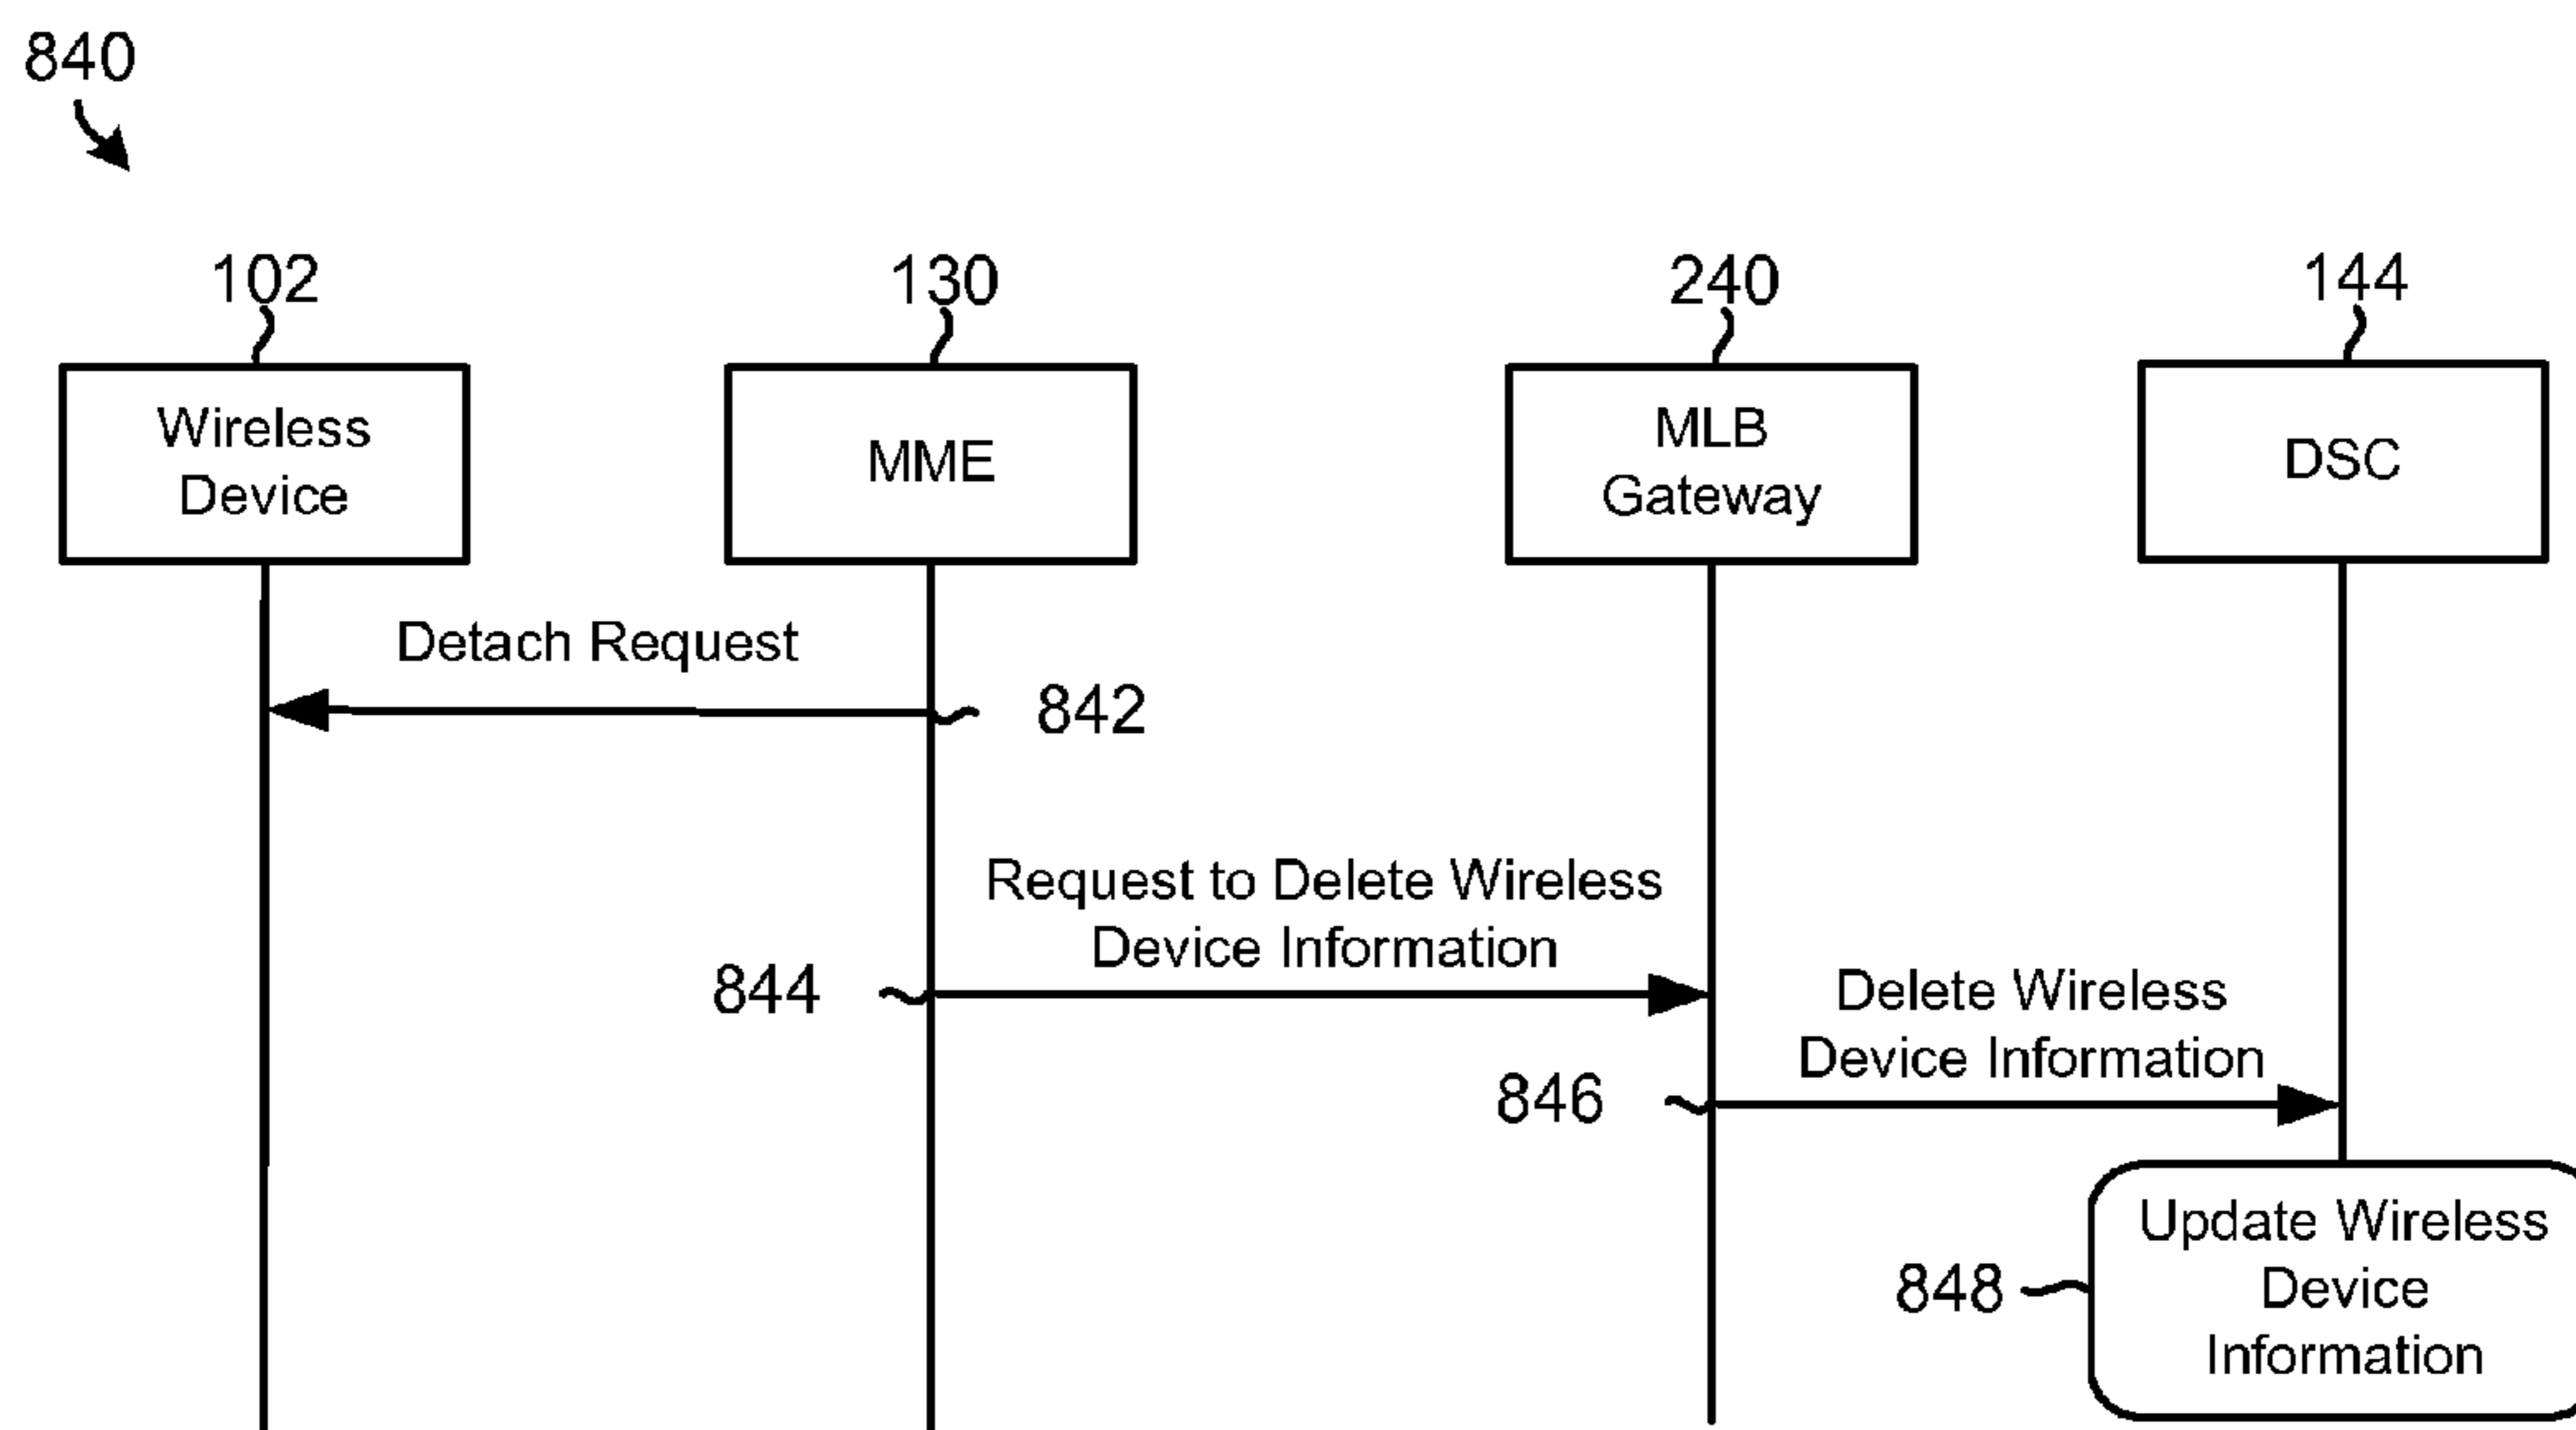 840
102
130
240
144
Wireless
Device
MME
MLB
Gateway
DSC
Detach Request
842
Request to Delete Wireless
Device Information
844
Delete Wireless
Device Information
846
Update Wireless
Device
Information
848